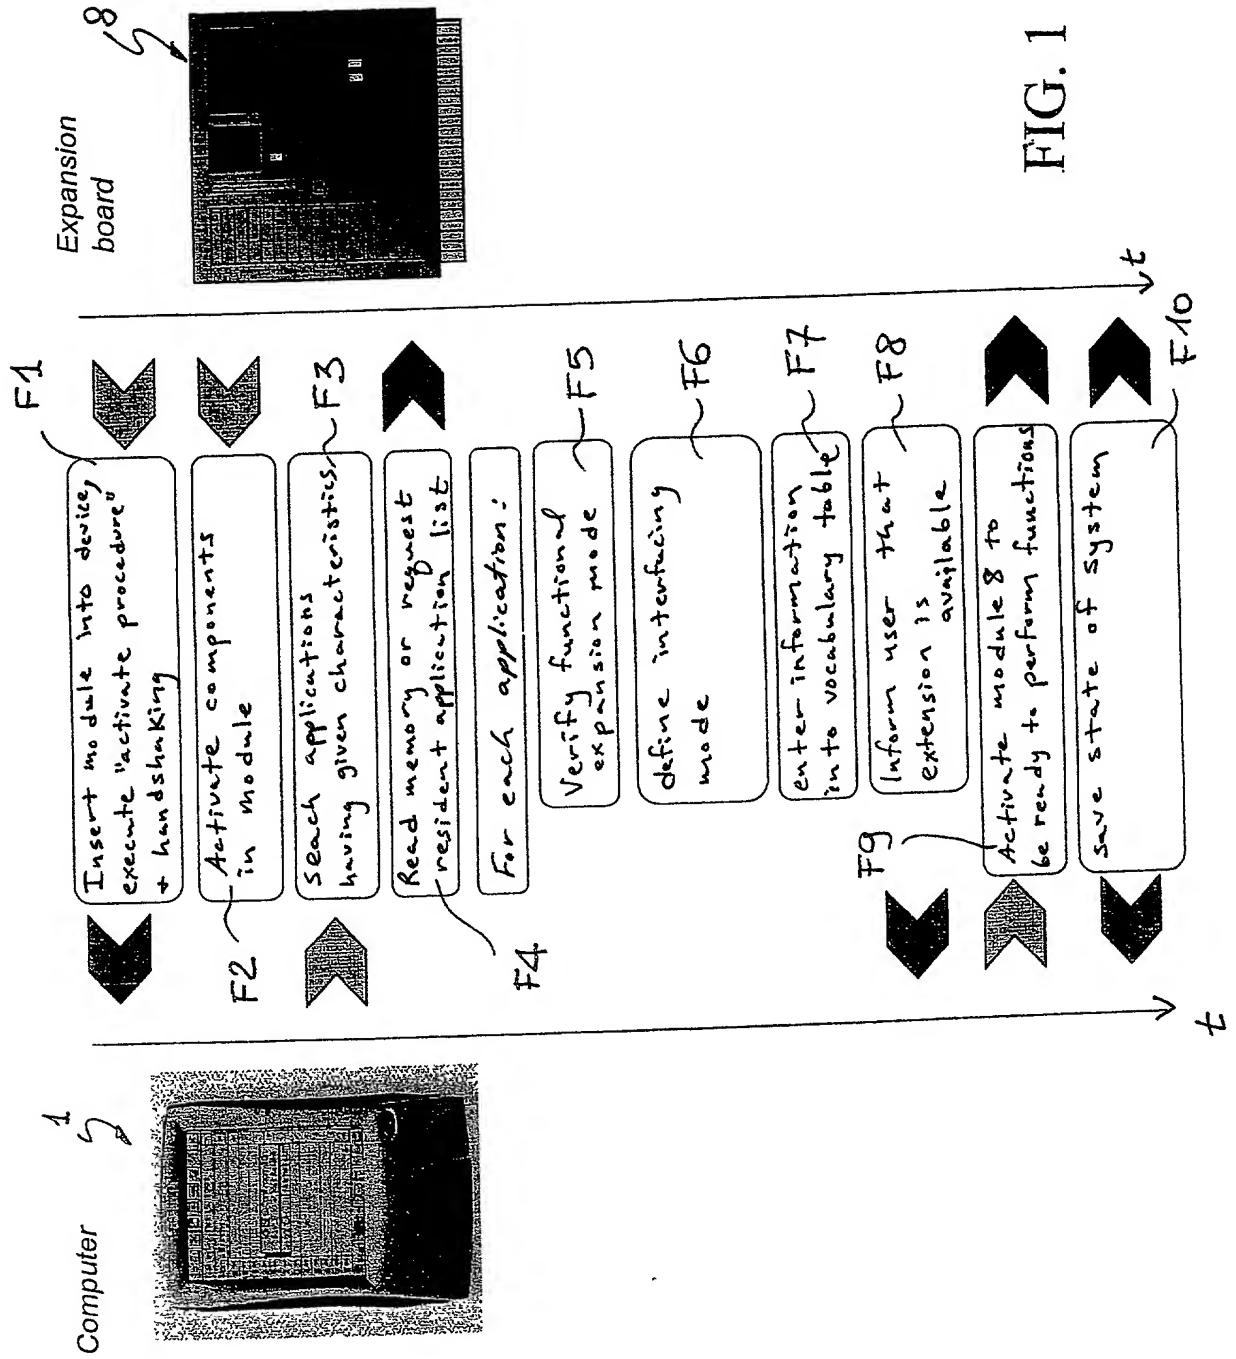 Computer
1
Expansion
board
8
F1
Insert module into device,
execute "activate procedure"
+ handshaking
F2
Activate components
in module
F3
seach applications
having given characteristics
Read memory or request
resident application list
F4
For each application:
Verify functional
expansion mode
F5
define interfacing
mode
F6
enter information
into vocabulary table
F7
Inform user that
extension is
available
F8
F9
Activate module 8 to
be ready to perform functions
save state of system
F10
t
t
FIG. 1